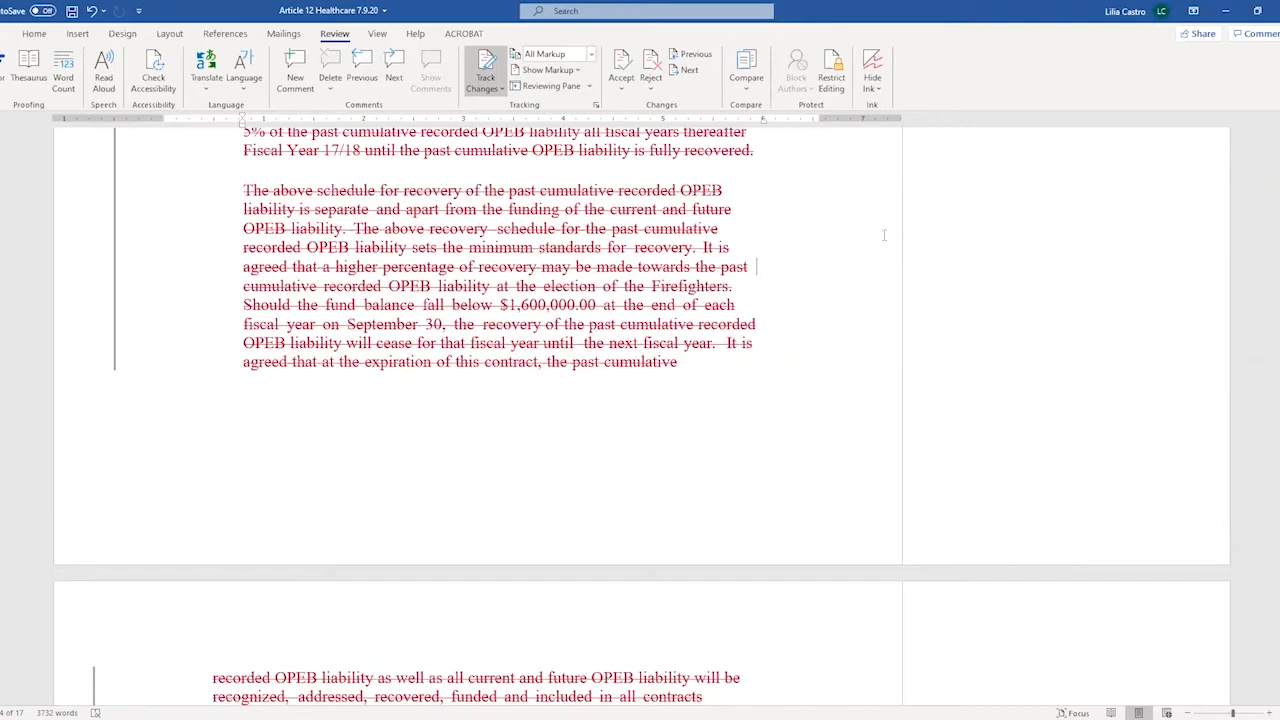 toSave Off Article 12 Healthcare 7.9.20 Search Lilia Castro LC
Home Insert Design Layout References Mailings Review View Help ACROBAT Share Commen
Thesaurus Word Count Read Aloud Check Accessibility Translate Language New Comment Delete Previous Next Show Comments Track Changes All Markup Show Markup Reviewing Pane Accept Reject Previous Next Compare Block Authors Restrict Editing Hide Ink
Proofing Speech Accessibility Language Comments Tracking Changes Compare Protect Ink
1 1 2 3 4 5 6 7
5% of the past cumulative recorded OPEB liability all fiscal years thereafter
Fiscal Year 17/18 until the past cumulative OPEB liability is fully recovered.
The above schedule for recovery of the past cumulative recorded OPEB
liability is separate and apart from the funding of the current and future
OPEB liability. The above recovery schedule for the past cumulative
recorded OPEB liability sets the minimum standards for recovery. It is
agreed that a higher percentage of recovery may be made towards the past
cumulative recorded OPEB liability at the election of the Firefighters.
Should the fund balance fall below $1,600,000.00 at the end of each
fiscal year on September 30, the recovery of the past cumulative recorded
OPEB liability will cease for that fiscal year until the next fiscal year. It is
agreed that at the expiration of this contract, the past cumulative
recorded OPEB liability as well as all current and future OPEB liability will be
recognized, addressed, recovered, funded and included in all contracts
4 of 17 3732 words Focus